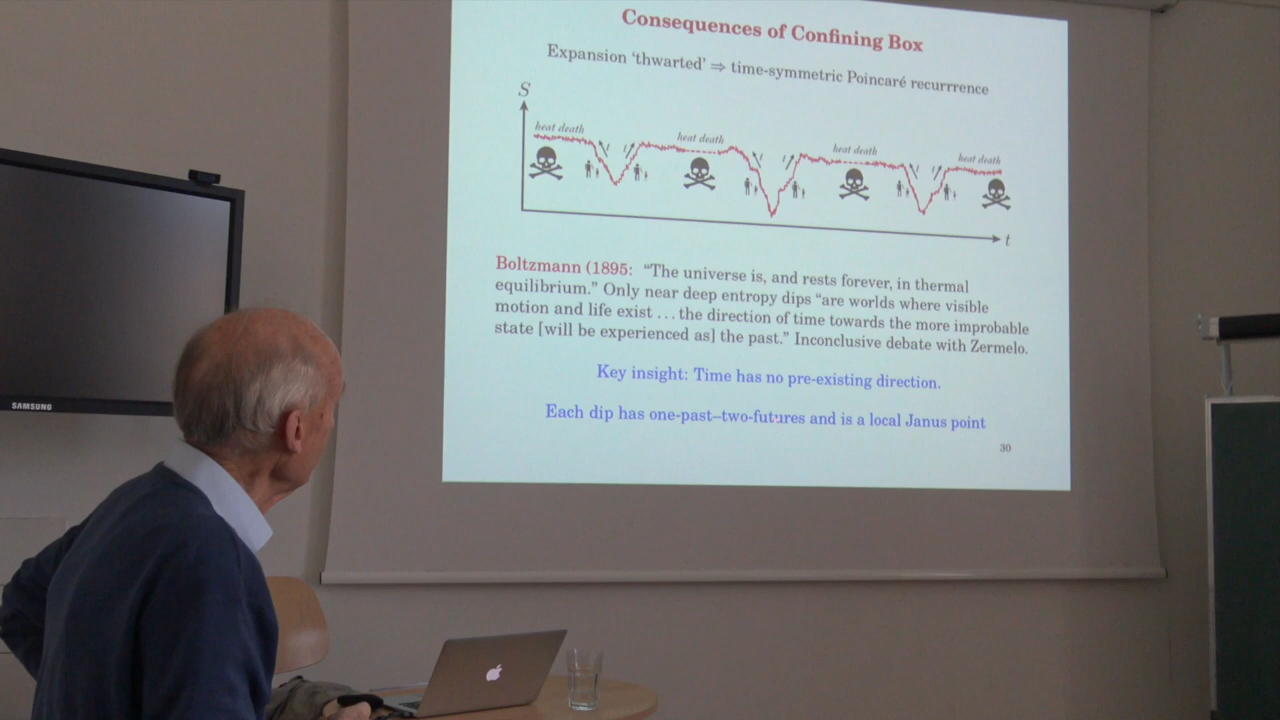 Consequences of Confining Box
Expansion 'thwarted' ⇒ time-symmetric Poincaré recurrrence
S
heat death
heat death
heat death
heat death
t
Boltzmann (1895: "The universe is, and rests forever, in thermal
equilibrium." Only near deep entropy dips "are worlds where visible
motion and life exist ... the direction of time towards the more improbable
state [will be experienced as] the past." Inconclusive debate with Zermelo.
Key insight: Time has no pre-existing direction.
Each dip has one-past–two-futures and is a local Janus point
30
SAMSUNG